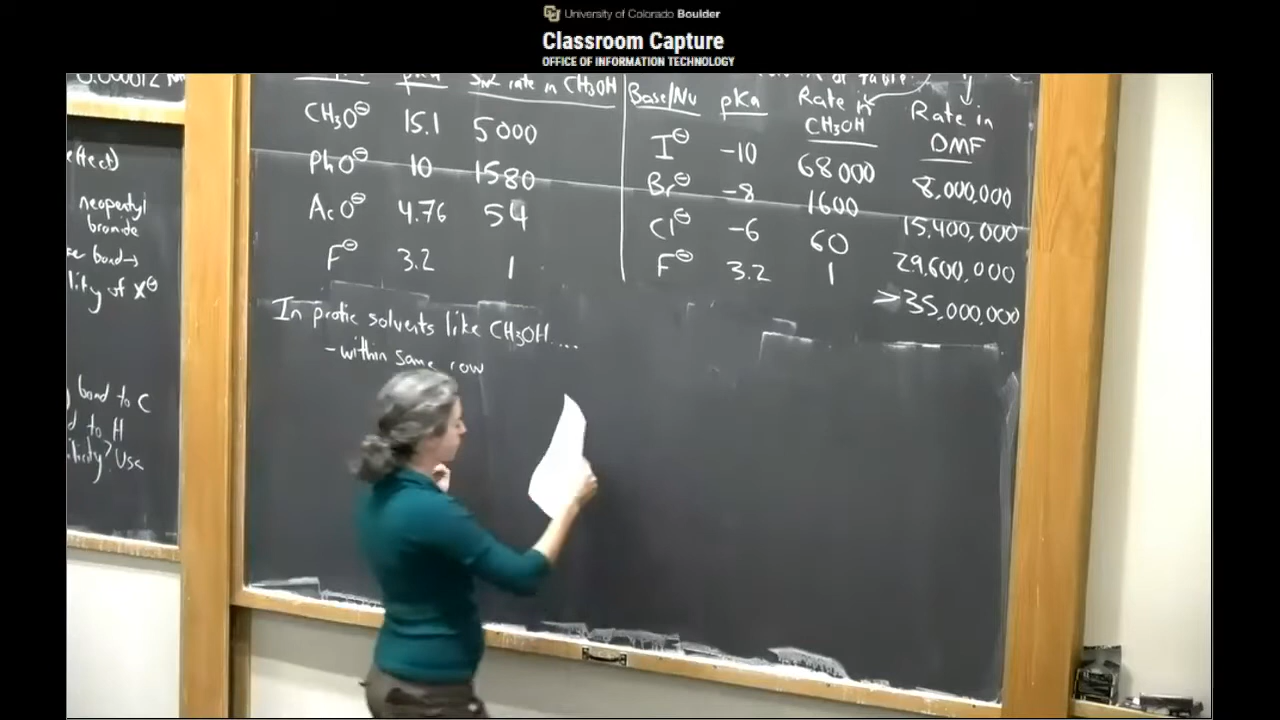 University of Colorado Boulder
Classroom Capture
OFFICE OF INFORMATION TECHNOLOGY
0.00012 M
effect)
neopentyl
bromide
bond→
lity of X⊖
bond to C
d to H
Use
pKa SN2 rate in CH3OH
CH3O⊖ 15.1 5000
PhO⊖ 10 1580
AcO⊖ 4.76 54
F⊖ 3.2 1
In protic solvents like CH3OH....
- within same row
of table
Base/Nu pKa Rate in CH3OH Rate in DMF
I⊖ -10 68000 8,000,000
Br⊖ -8 1600 15,400,000
Cl⊖ -6 60 29,600,000
F⊖ 3.2 1 >35,000,000